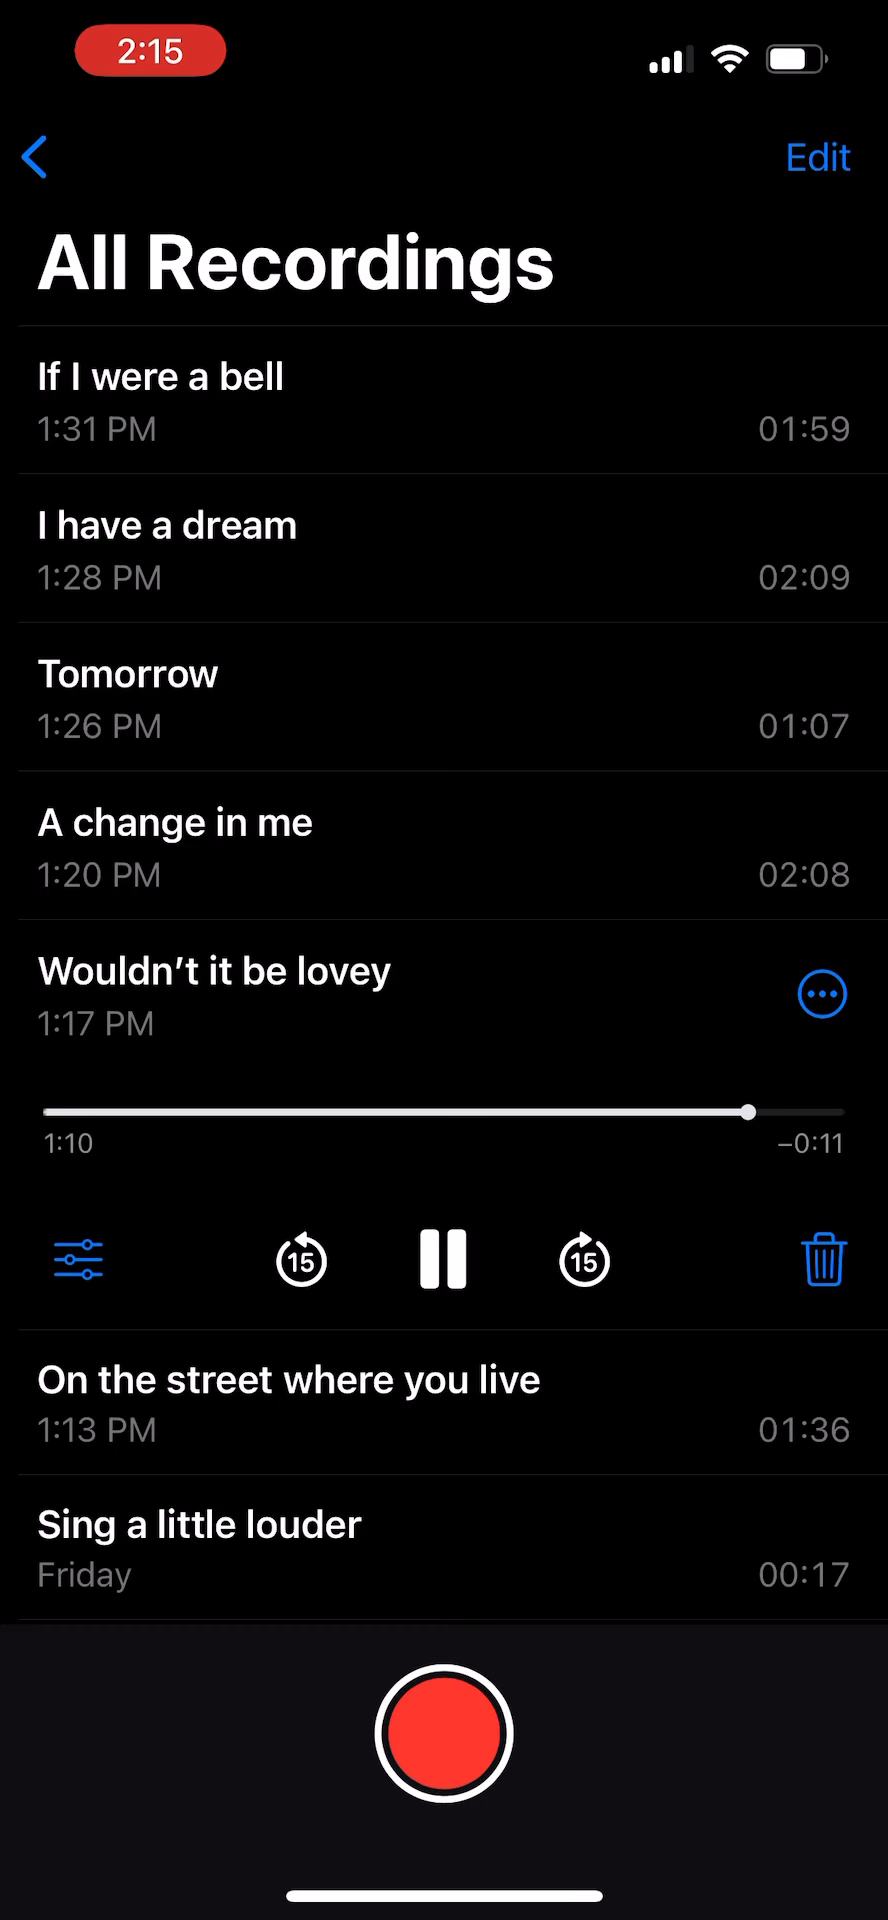 2:15
Edit
All Recordings
If I were a bell
1:31 PM 01:59
I have a dream
1:28 PM 02:09
Tomorrow
1:26 PM 01:07
A change in me
1:20 PM 02:08
Wouldn’t it be lovey
1:17 PM
1:10 –0:11
15 15
On the street where you live
1:13 PM 01:36
Sing a little louder
Friday 00:17